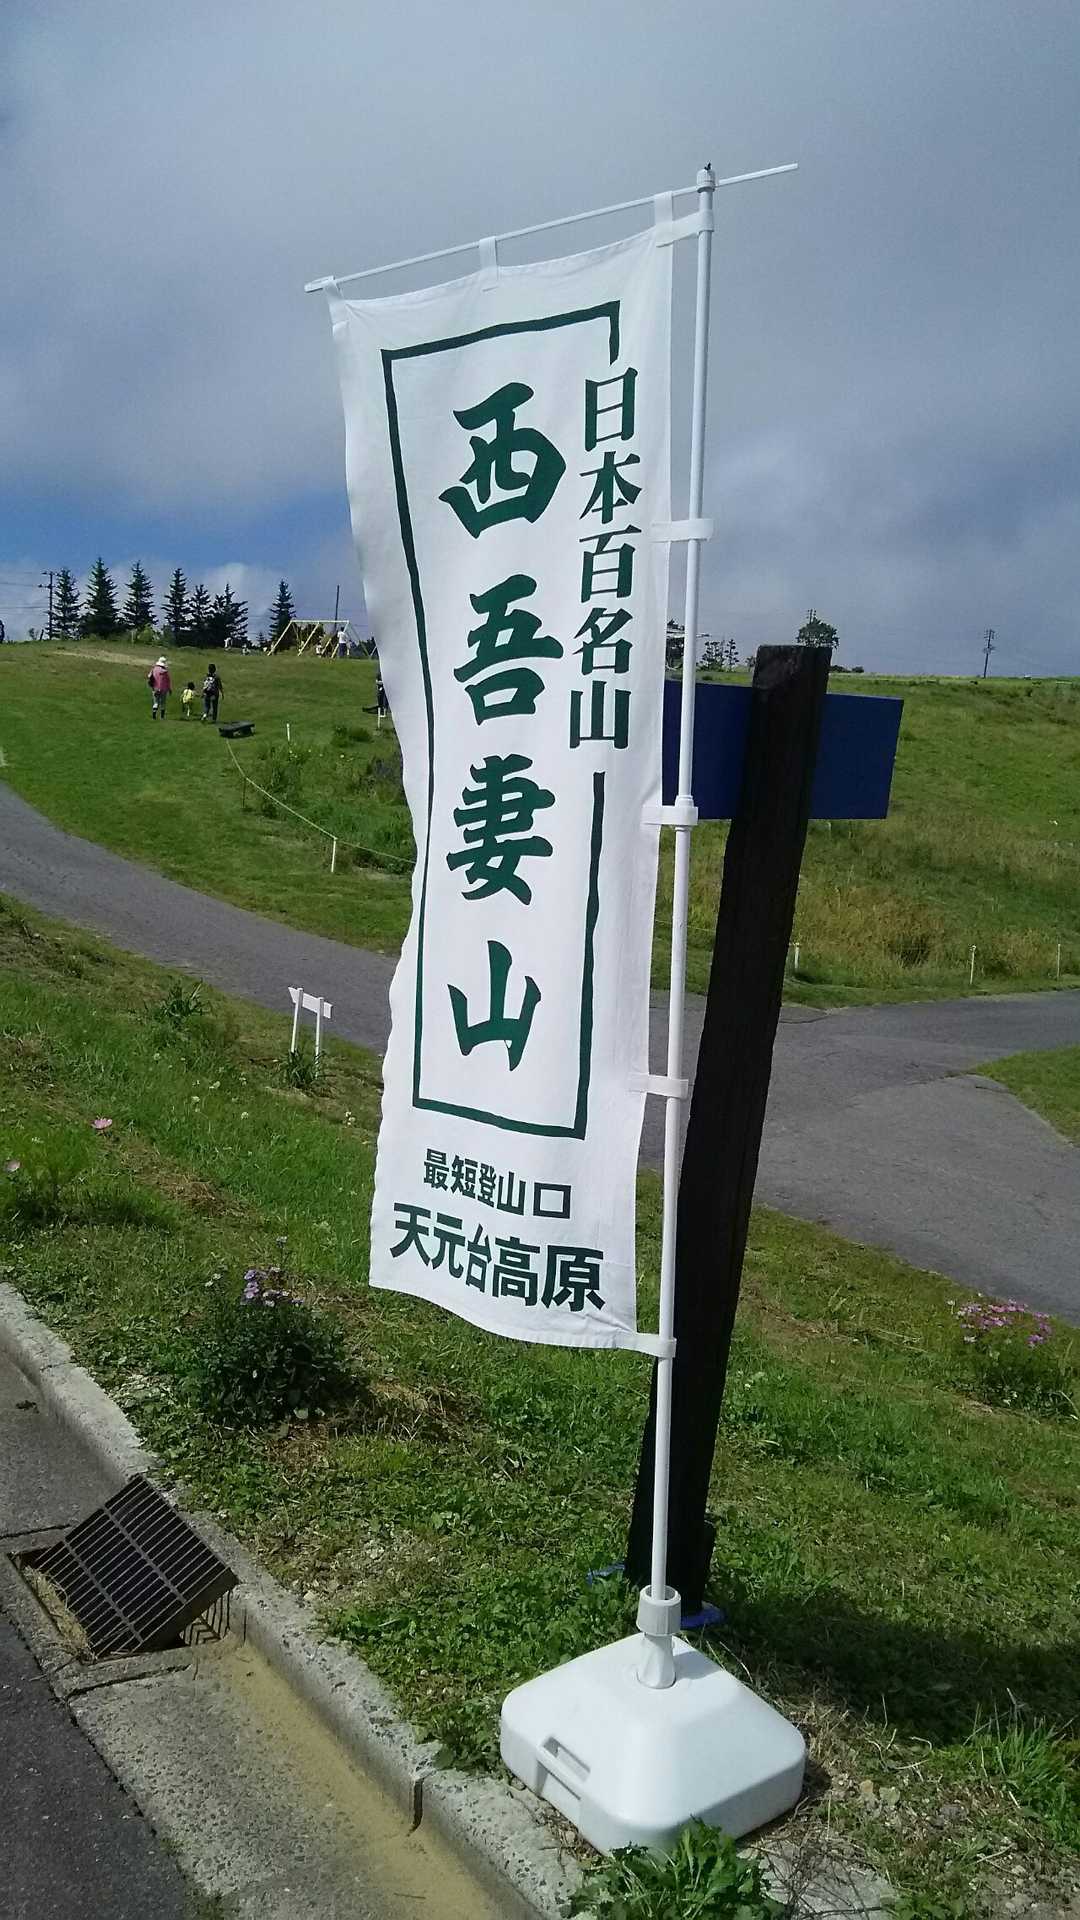 日本百名山
西吾妻山
最短登山口
天元台高原